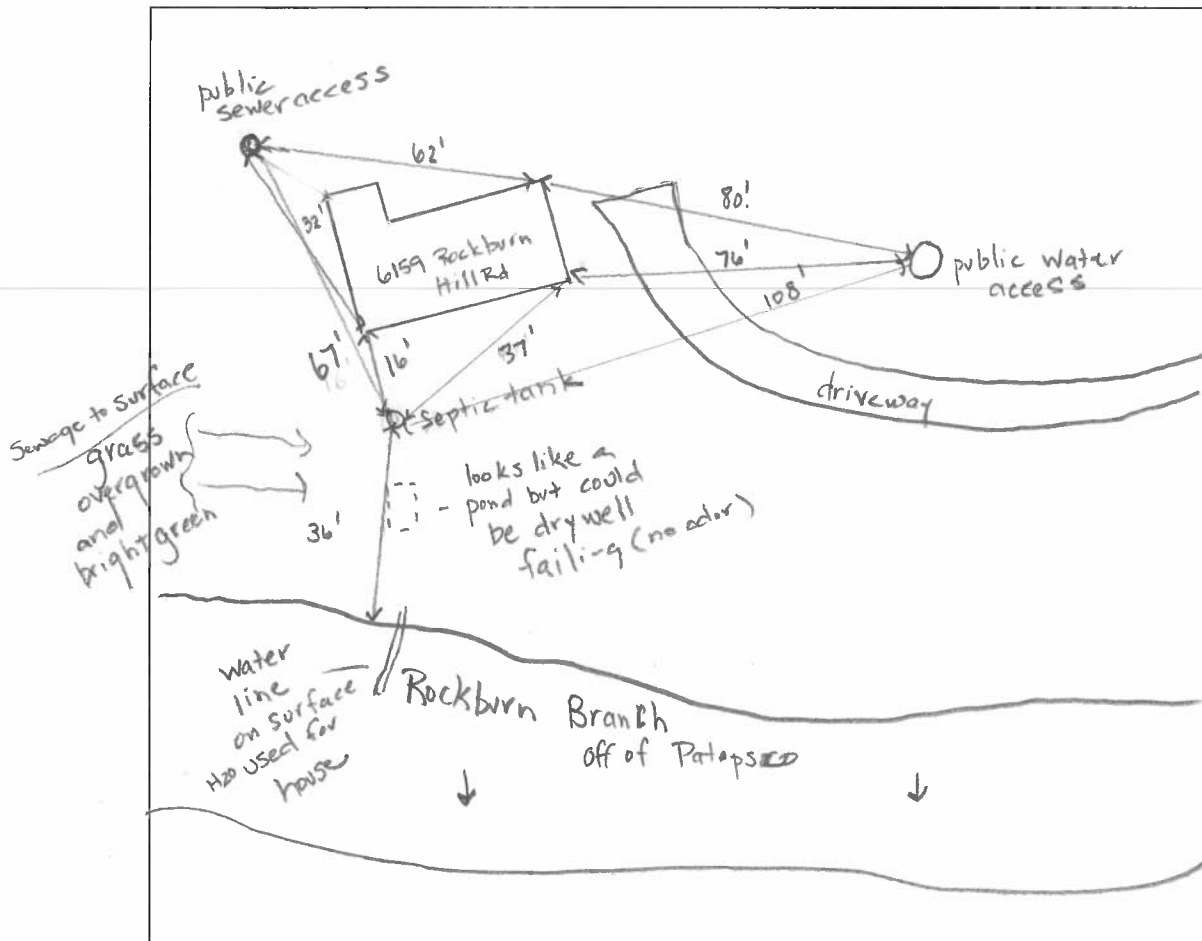 public
sewer access
62'
80'
32'
6159 Rockburn
Hill Rd
76'
public water
access
108'
67'
16'
37'
driveway
septic tank
Sewage to surface
grass
overgrown
and
bright green
looks like a
pond but could
be drywell
failing (no odor)
36'
water
line
on surface
H20 used for
house
Rockburn Branch
off of Patapsco